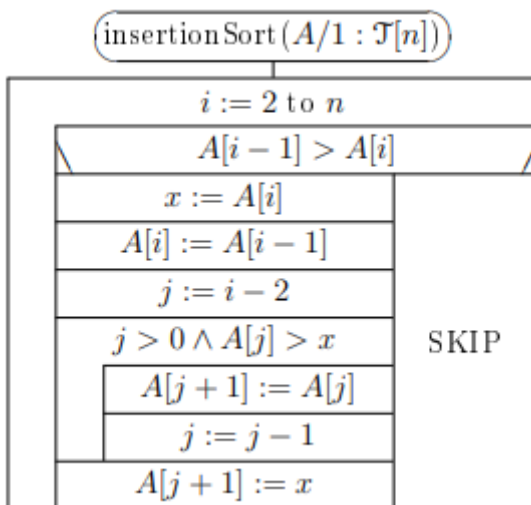 insertionSort(A/1 : 𝒯[n])
i := 2 to n
A[i − 1] > A[i]
x := A[i]
A[i] := A[i − 1]
j := i − 2
j > 0 ∧ A[j] > x
SKIP
A[j + 1] := A[j]
j := j − 1
A[j + 1] := x